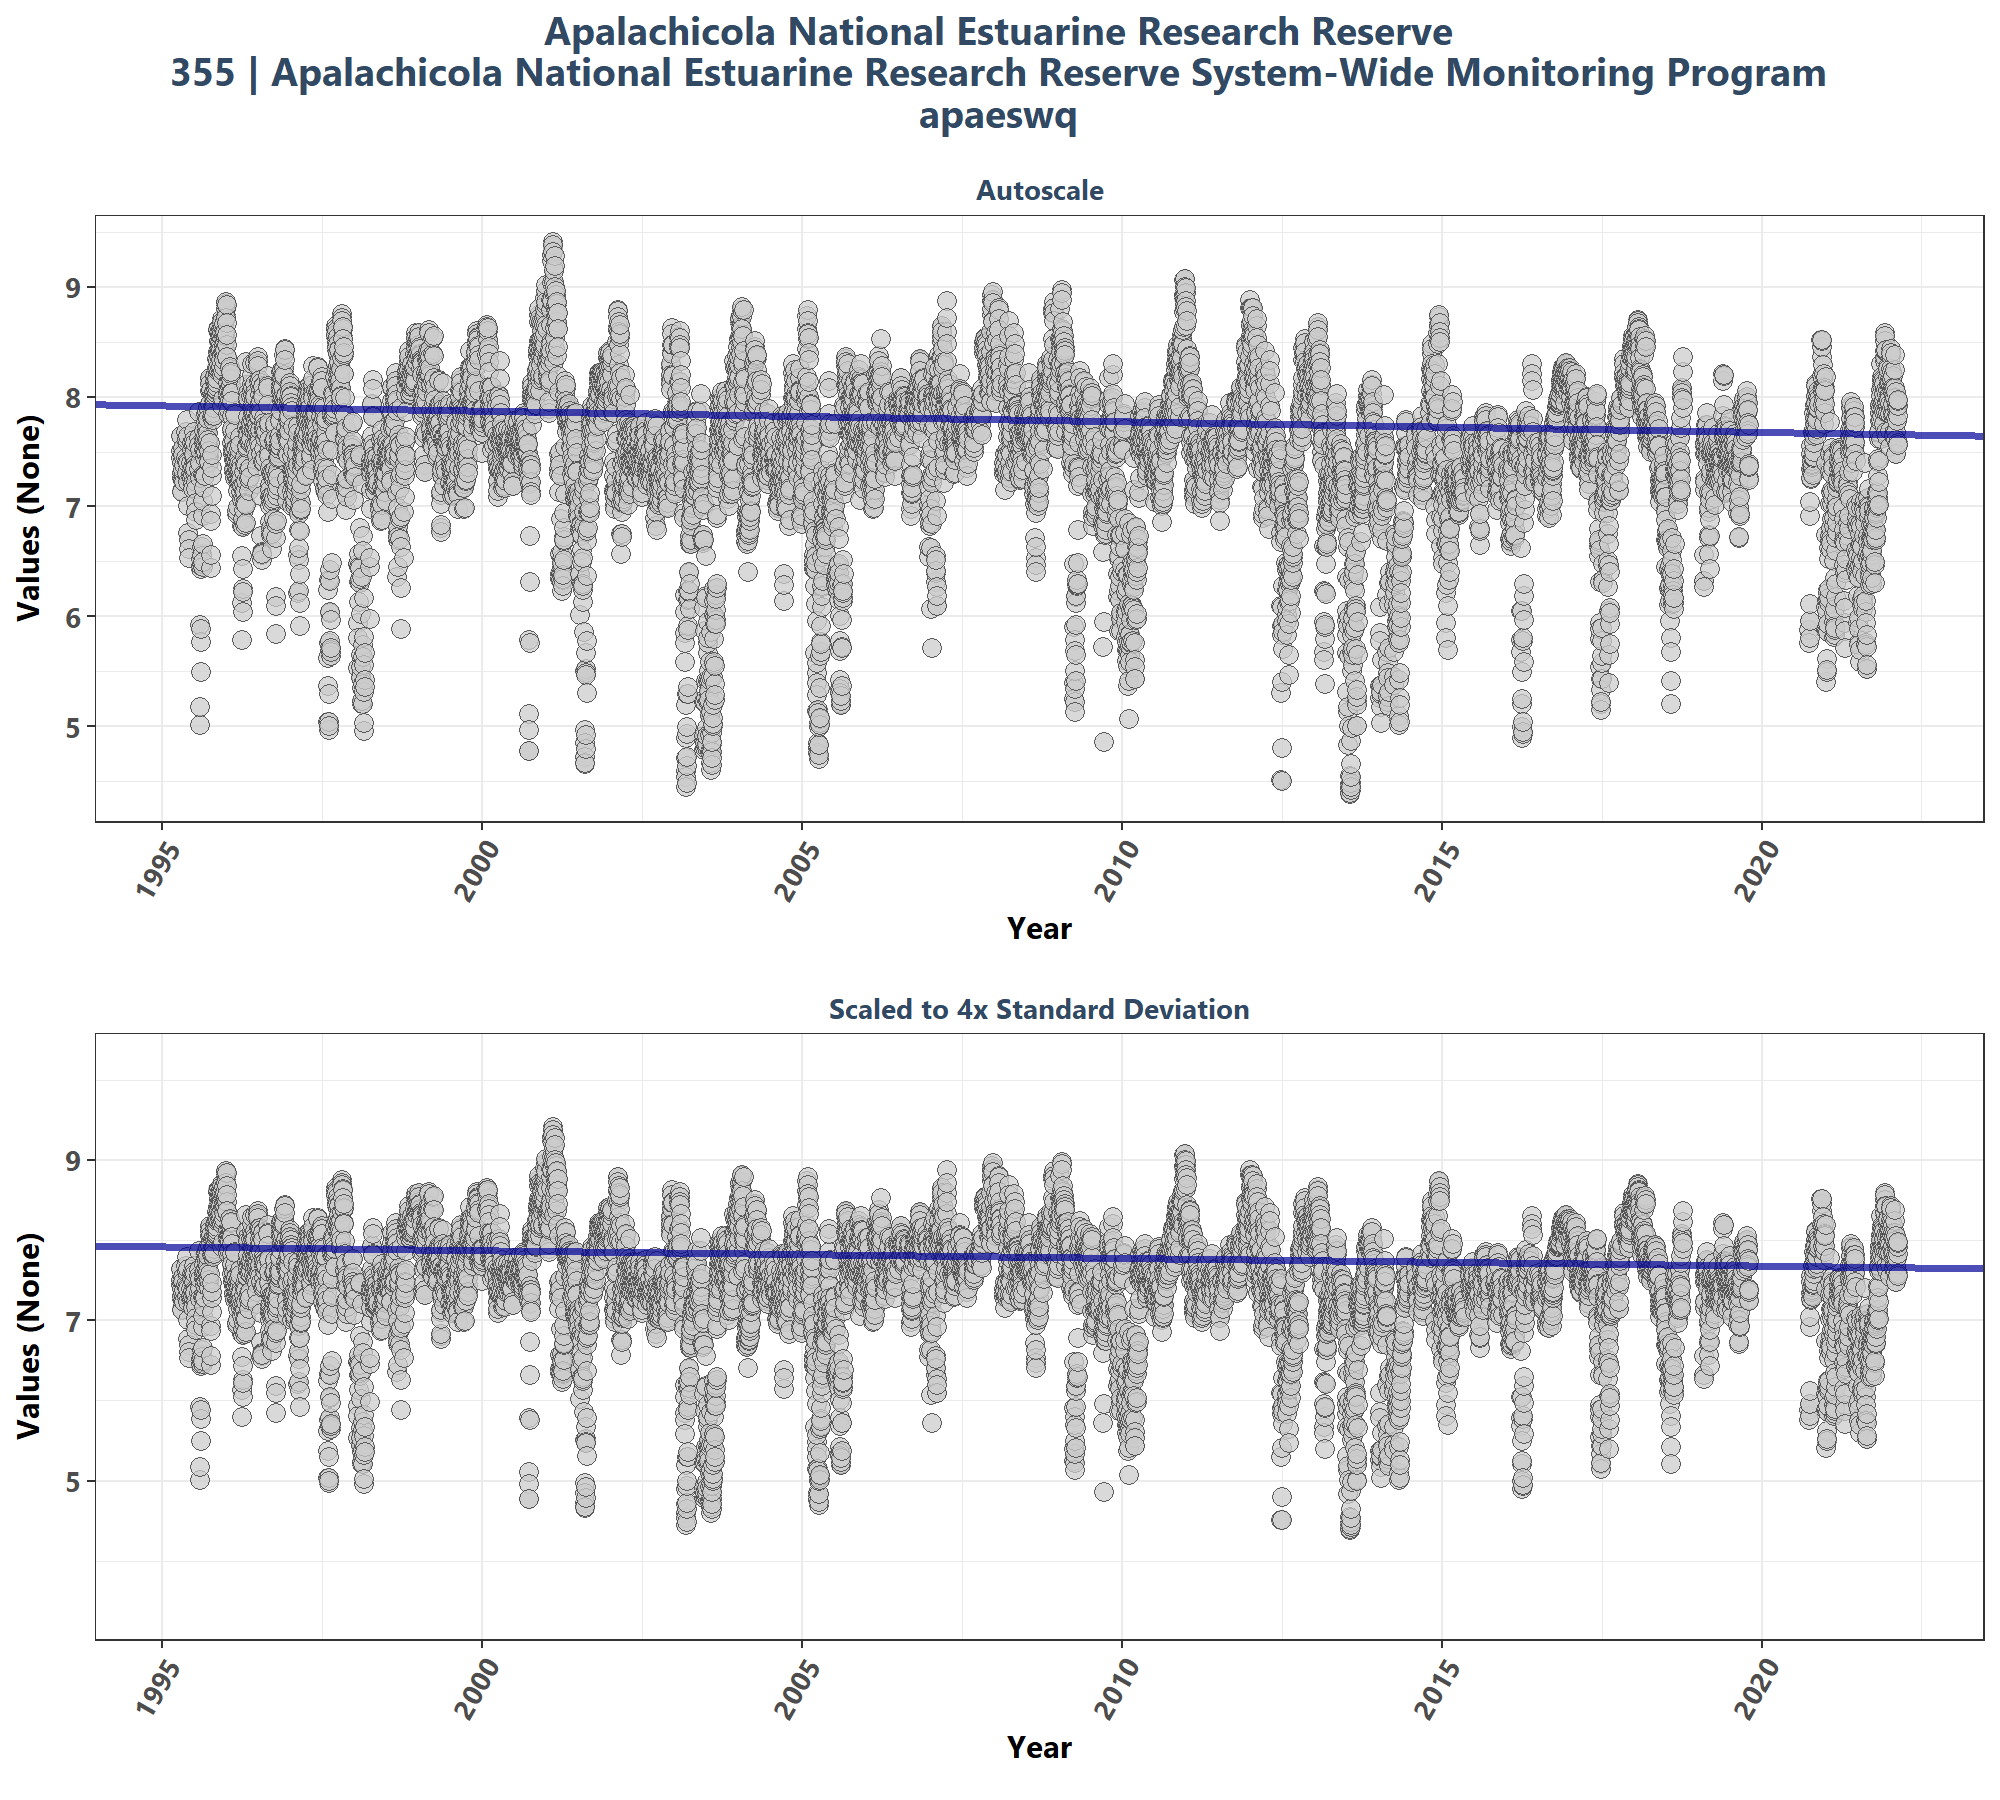 Apalachicola National Estuarine Research Reserve
355 | Apalachicola National Estuarine Research Reserve System-Wide Monitoring Program
apaeswq
Autoscale
Values (None)
9
8
7
6
5
1995
2000
2005
2010
2015
2020
Year
Scaled to 4x Standard Deviation
Values (None)
9
7
5
1995
2000
2005
2010
2015
2020
Year